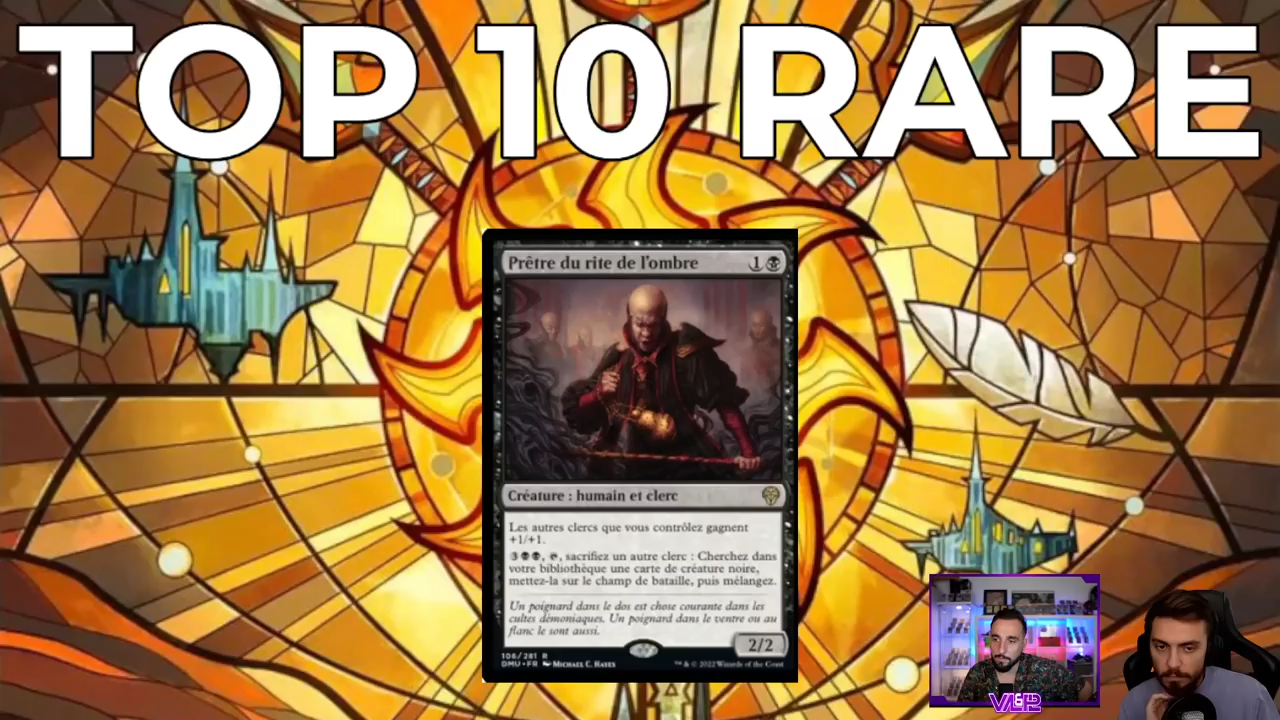 TOP 10 RARE
Prêtre du rite de l'ombre 1
Créature : humain et clerc
Les autres clercs que vous contrôlez gagnent
+1/+1.
3, sacrifiez un autre clerc : Cherchez dans
votre bibliothèque une carte de créature noire,
mettez-la sur le champ de bataille, puis mélangez.
Un poignard dans le dos est chose courante dans les
cultes démoniaques. Un poignard dans le ventre ou au
flanc le sont aussi.
2/2
106/281 R
DMU • FR Michael C. Hayes
™ & © 2022 Wizards of the Coast